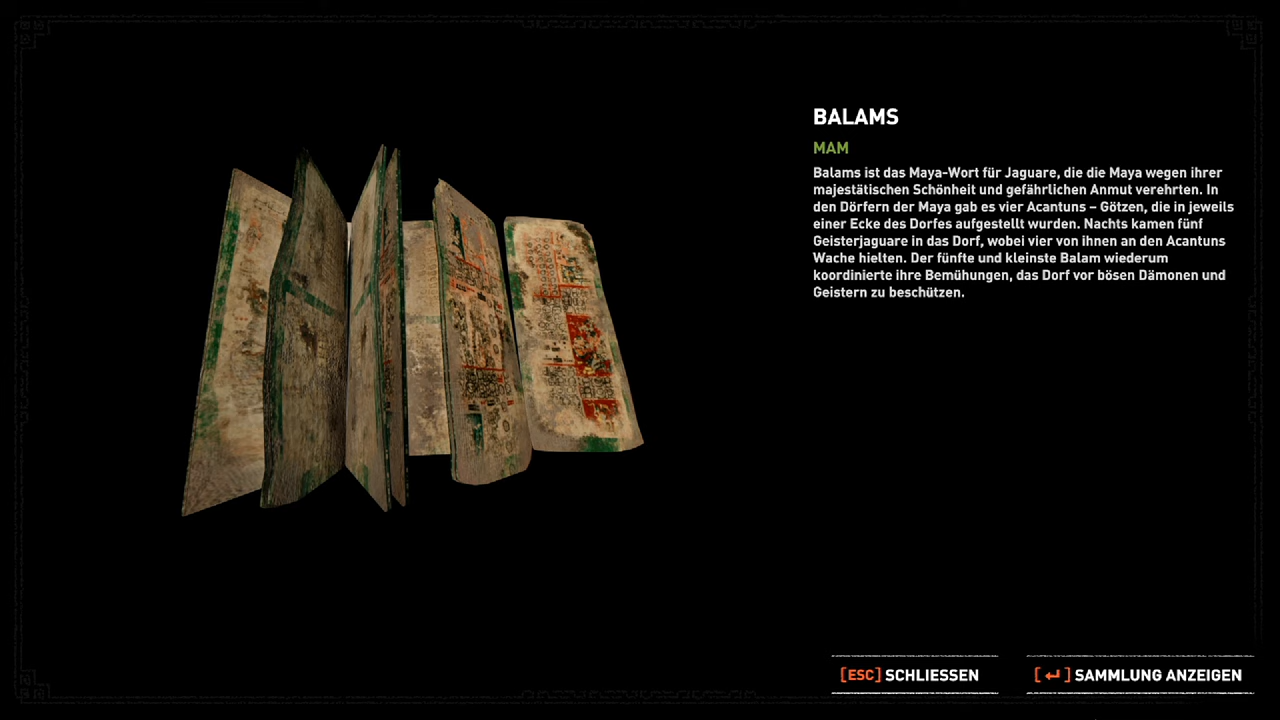 BALAMS
MAM
Balams ist das Maya-Wort für Jaguare, die die Maya wegen ihrer
majestätischen Schönheit und gefährlichen Anmut verehrten. In
den Dörfern der Maya gab es vier Acantuns – Götzen, die in jeweils
einer Ecke des Dorfes aufgestellt wurden. Nachts kamen fünf
Geisterjaguare in das Dorf, wobei vier von ihnen an den Acantuns
Wache hielten. Der fünfte und kleinste Balam wiederum
koordinierte ihre Bemühungen, das Dorf vor bösen Dämonen und
Geistern zu beschützen.
[ESC] SCHLIESSEN
[↵] SAMMLUNG ANZEIGEN